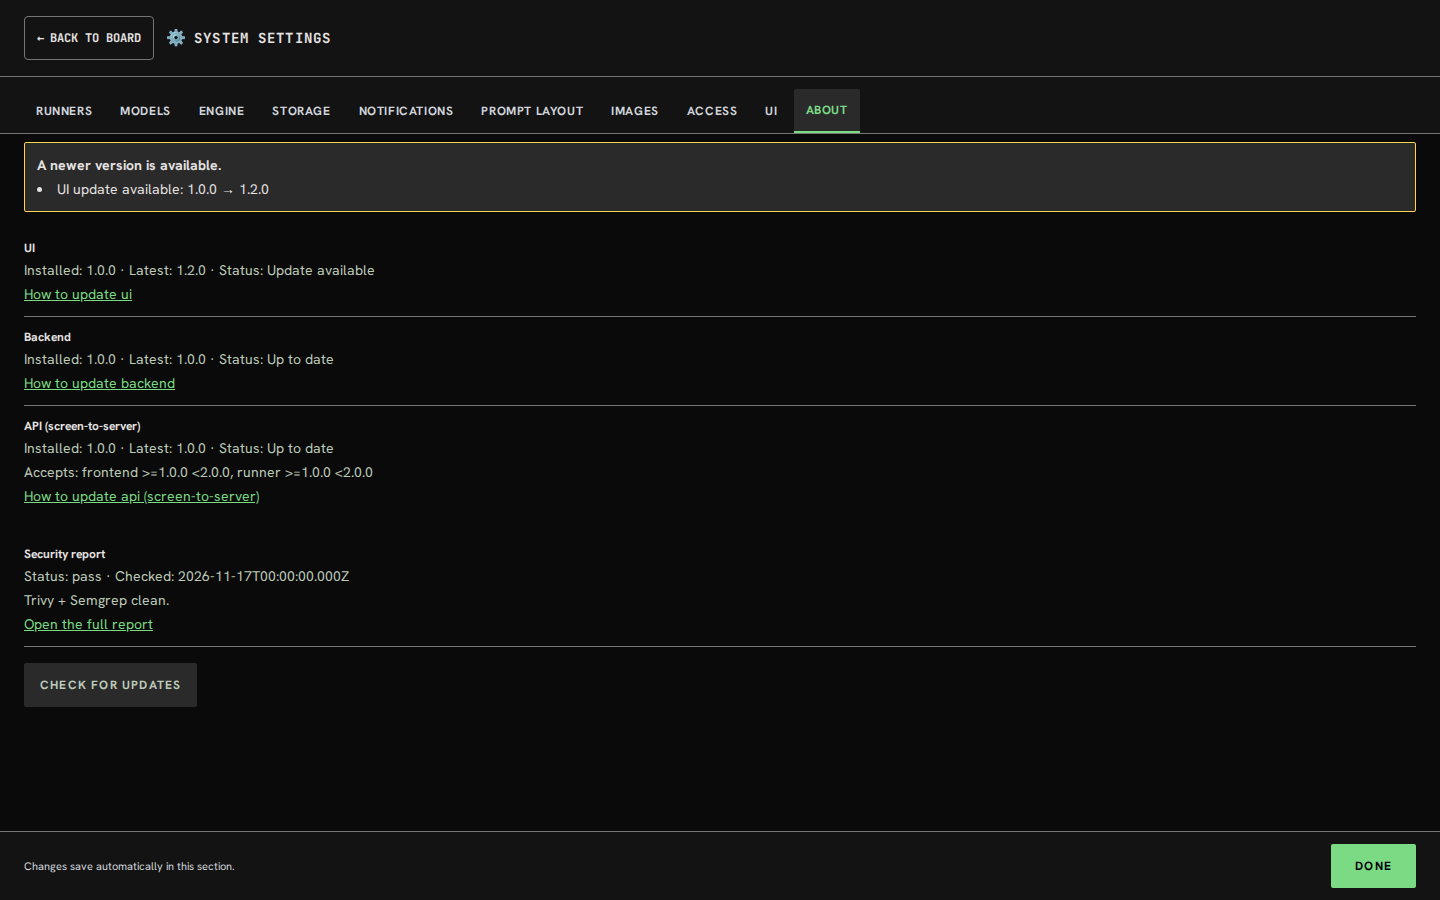 ← BACK TO BOARD
⚙️ SYSTEM SETTINGS
RUNNERS MODELS ENGINE STORAGE NOTIFICATIONS PROMPT LAYOUT IMAGES ACCESS UI ABOUT
A newer version is available.
• UI update available: 1.0.0 → 1.2.0
UI
Installed: 1.0.0 · Latest: 1.2.0 · Status: Update available
How to update ui
Backend
Installed: 1.0.0 · Latest: 1.0.0 · Status: Up to date
How to update backend
API (screen-to-server)
Installed: 1.0.0 · Latest: 1.0.0 · Status: Up to date
Accepts: frontend >=1.0.0 <2.0.0, runner >=1.0.0 <2.0.0
How to update api (screen-to-server)
Security report
Status: pass · Checked: 2026-11-17T00:00:00.000Z
Trivy + Semgrep clean.
Open the full report
CHECK FOR UPDATES
Changes save automatically in this section.
DONE